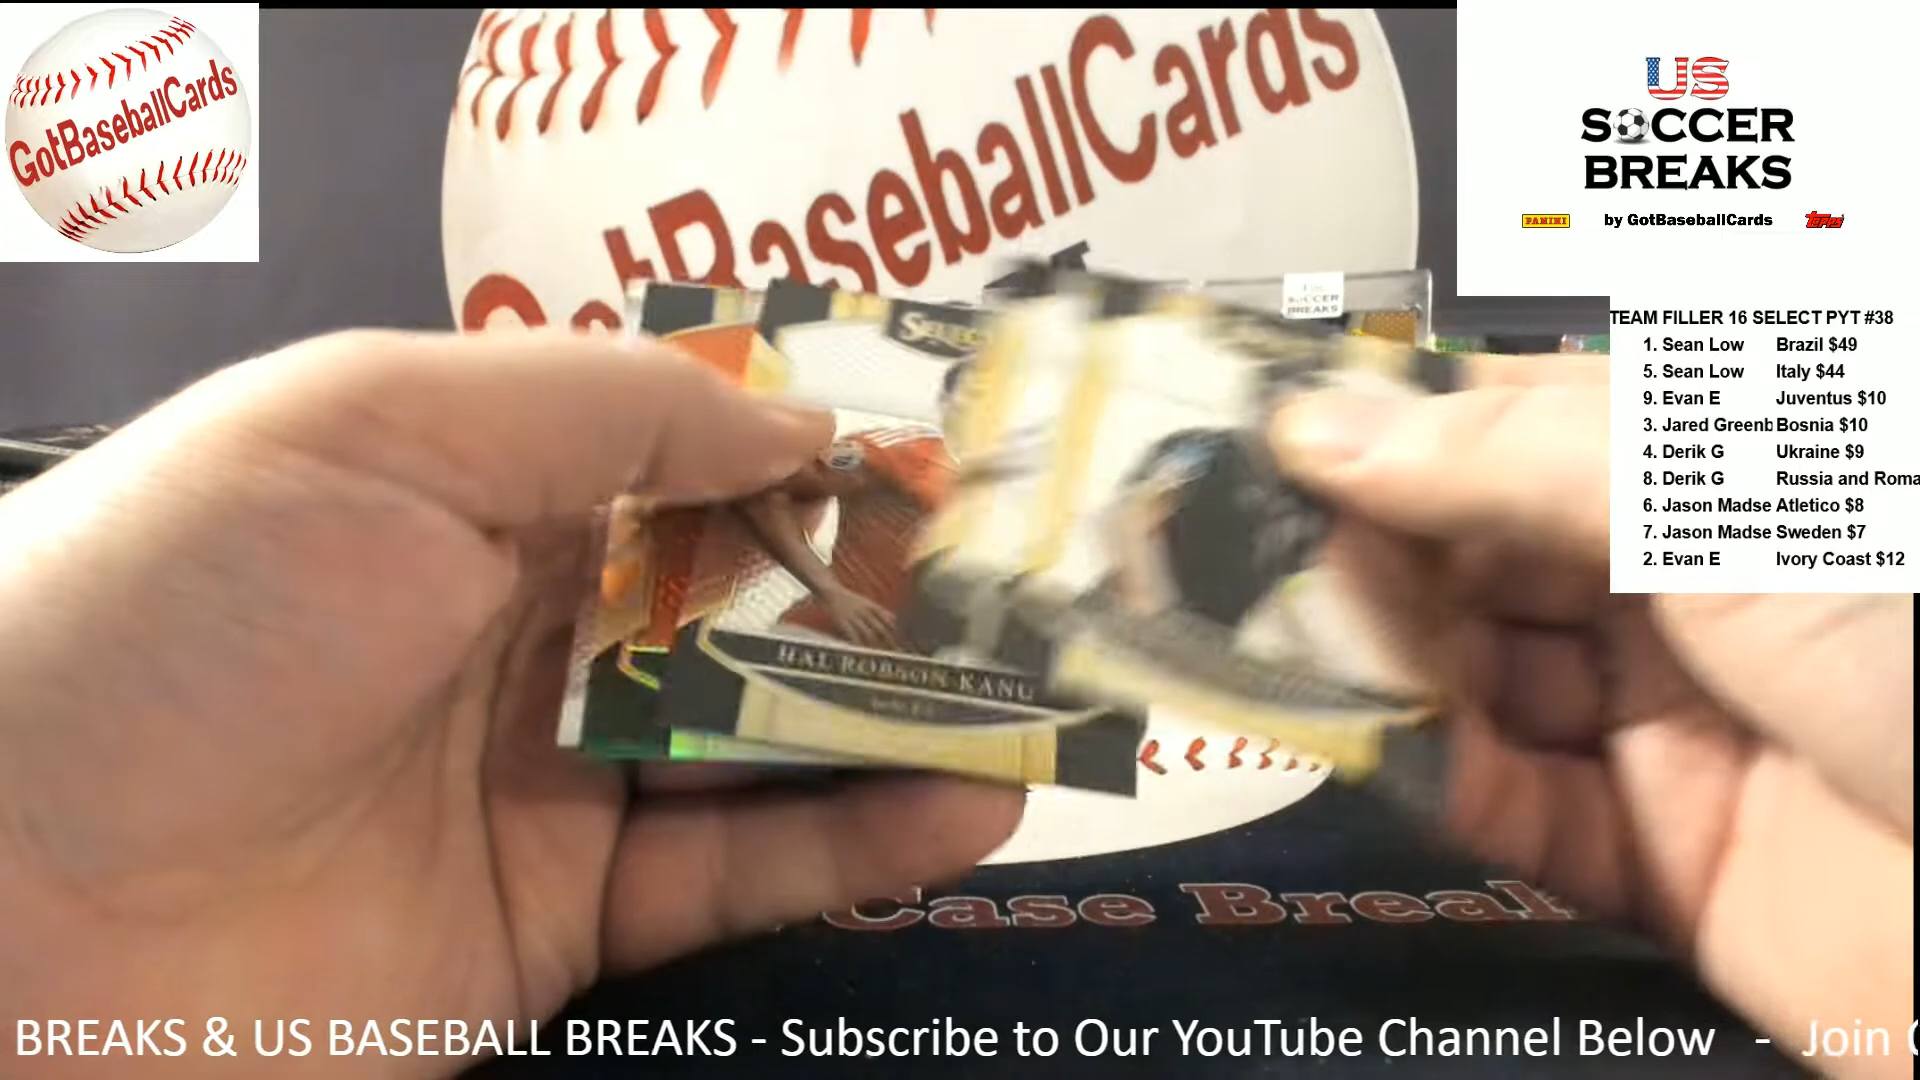 GotBaseballCards
GotBaseballCards
US
SOCCER
BREAKS
PANINI by GotBaseballCards Topps
SOCCER
BREAKS
TEAM FILLER 16 SELECT PYT #38
1. Sean Low Brazil $49
5. Sean Low Italy $44
9. Evan E Juventus $10
3. Jared Greenb Bosnia $10
4. Derik G Ukraine $9
8. Derik G Russia and Roma
6. Jason Madse Atletico $8
7. Jason Madse Sweden $7
2. Evan E Ivory Coast $12
HAL ROBSON KANU
Case Break
BREAKS & US BASEBALL BREAKS - Subscribe to Our YouTube Channel Below - Join